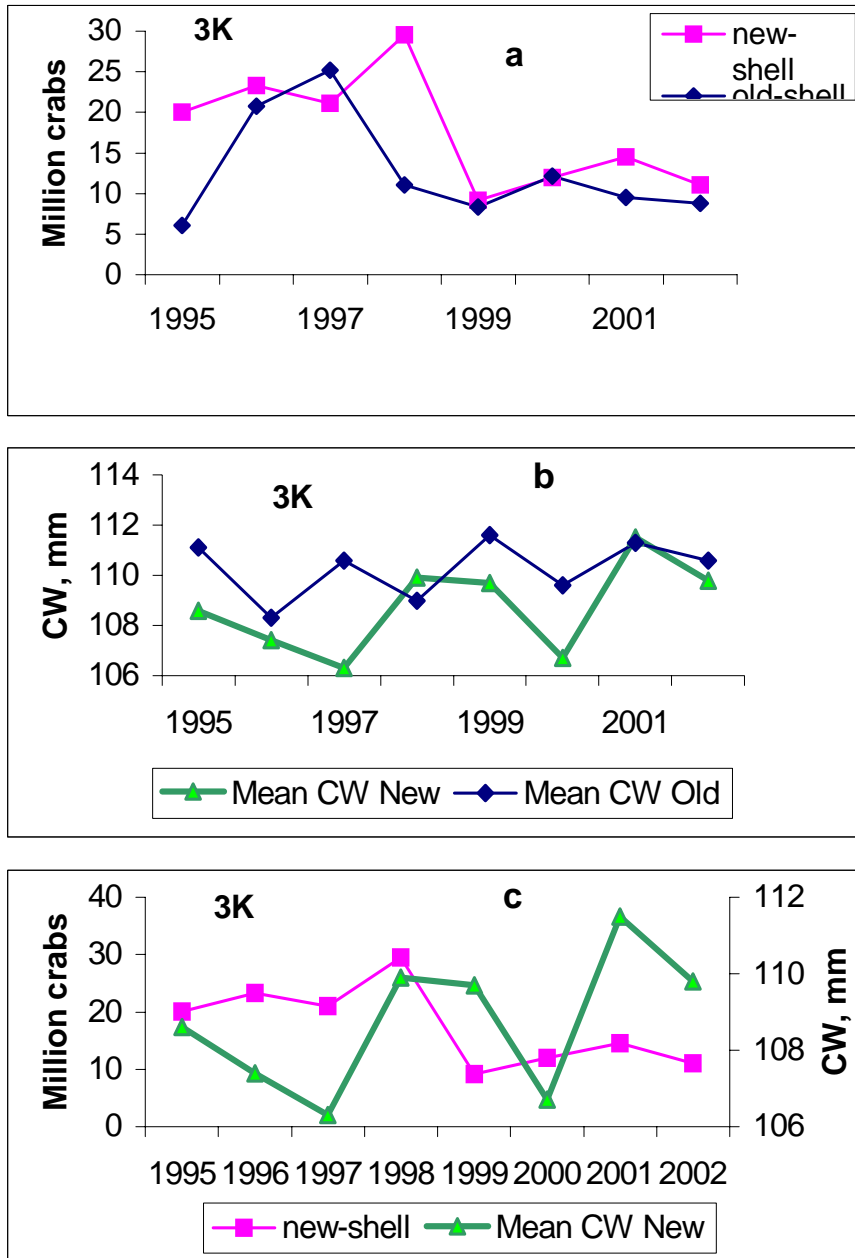 3K
a
new-
shell
old-shell
Million crabs
30
25
20
15
10
5
0
1995 1997 1999 2001
3K
b
CW, mm
114
112
110
108
106
1995 1997 1999 2001
Mean CW New Mean CW Old
3K
c
Million crabs
40
30
20
10
0
112
110
108
106
CW, mm
1995 1996 1997 1998 1999 2000 2001 2002
new-shell Mean CW New